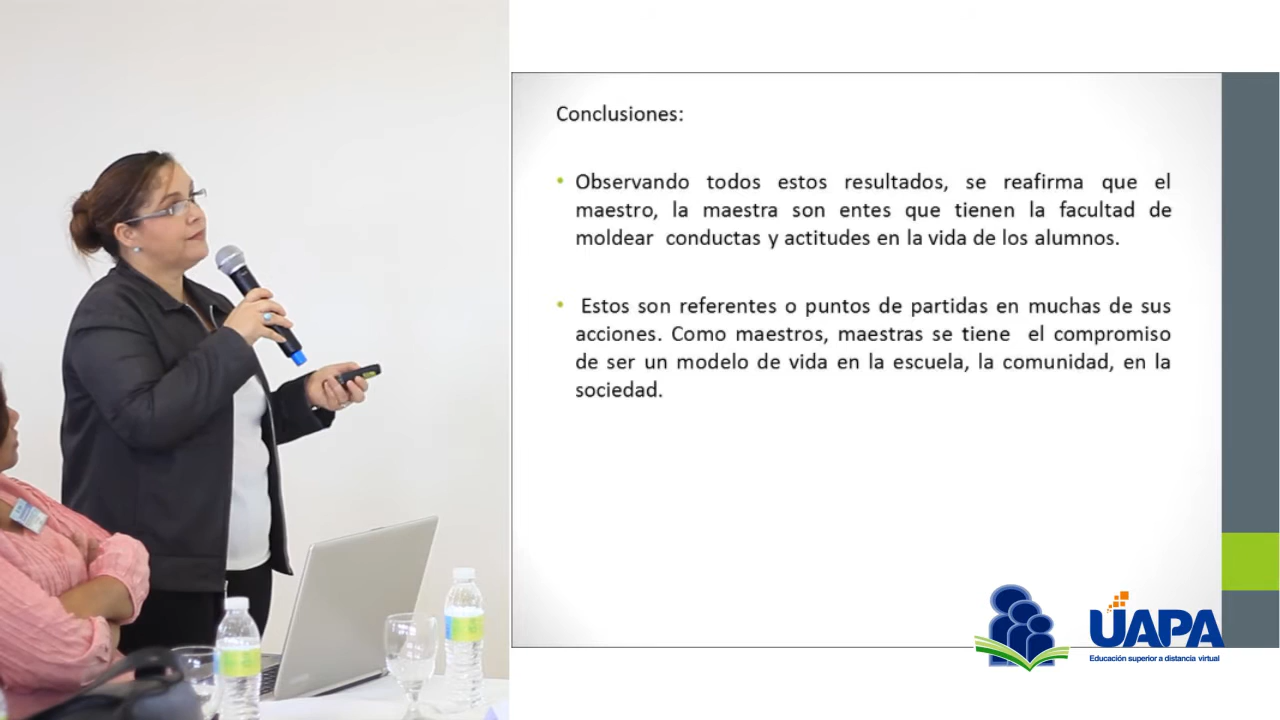 Conclusiones:
Observando todos estos resultados, se reafirma que el
maestro, la maestra son entes que tienen la facultad de
moldear conductas y actitudes en la vida de los alumnos.
Estos son referentes o puntos de partidas en muchas de sus
acciones. Como maestros, maestras se tiene el compromiso
de ser un modelo de vida en la escuela, la comunidad, en la
sociedad.
UAPA
Educación superior a distancia virtual